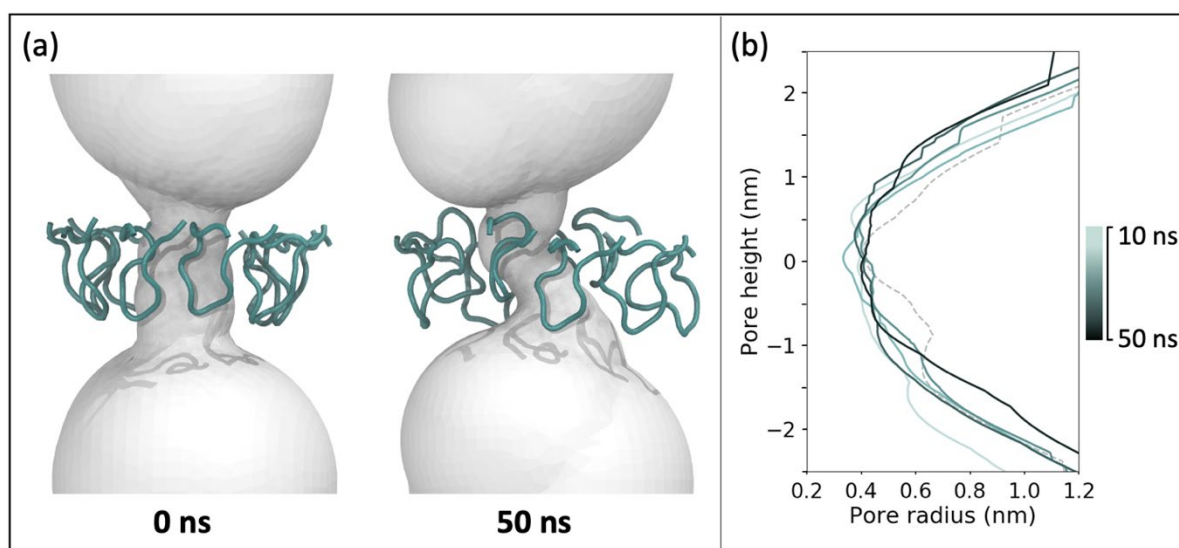 (a)
0 ns
50 ns
(b)
Pore height (nm)
2
1
0
−1
−2
0.2 0.4 0.6 0.8 1.0 1.2
Pore radius (nm)
10 ns
50 ns